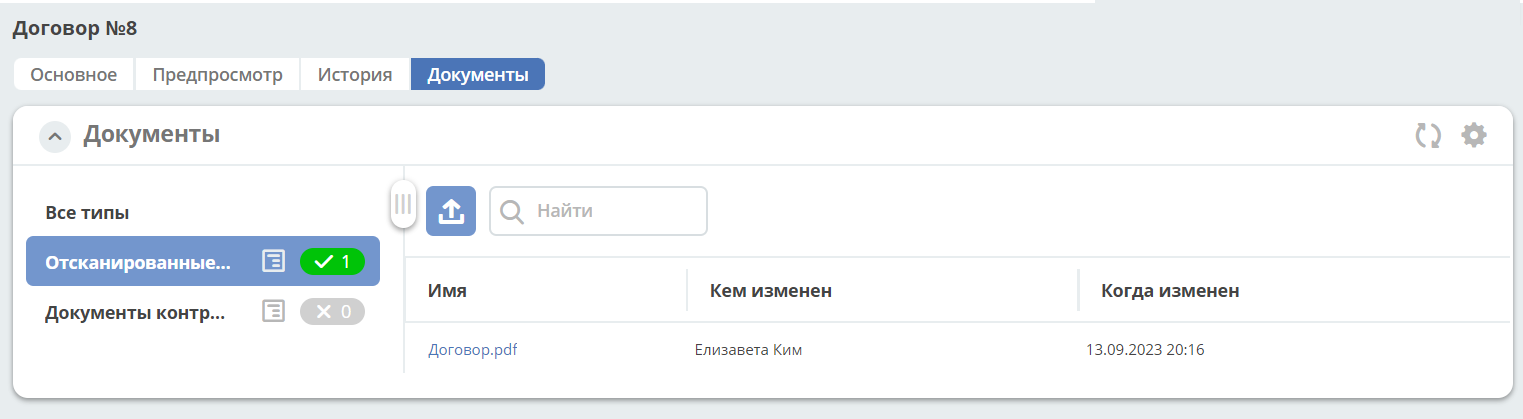 Договор №8
Основное Предпросмотр История Документы
Документы
Все типы
Найти
Отсканированные... 1
Документы контр... 0
Имя Кем изменен Когда изменен
Договор.pdf Елизавета Ким 13.09.2023 20:16